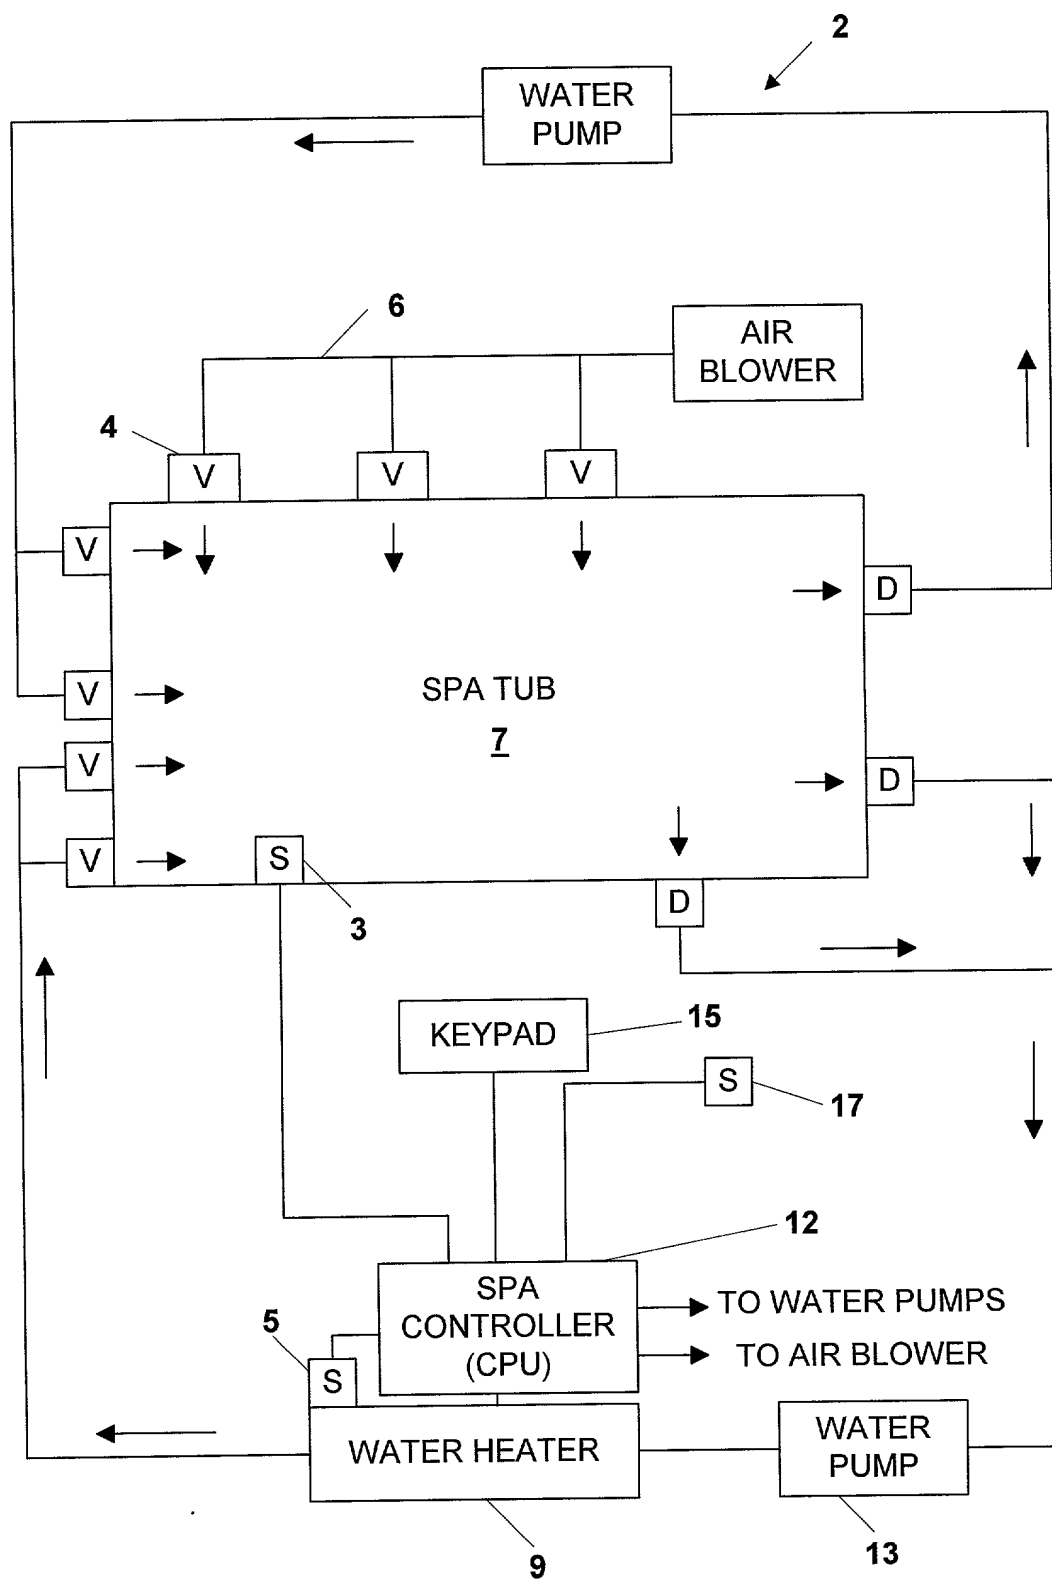 2
WATER
PUMP
6
AIR
BLOWER
4
V
V
V
V
D
V
SPA TUB
7
V
D
V
S
D
3
KEYPAD
15
S
17
12
SPA
CONTROLLER
(CPU)
TO WATER PUMPS
TO AIR BLOWER
5
S
WATER HEATER
WATER
PUMP
9
13